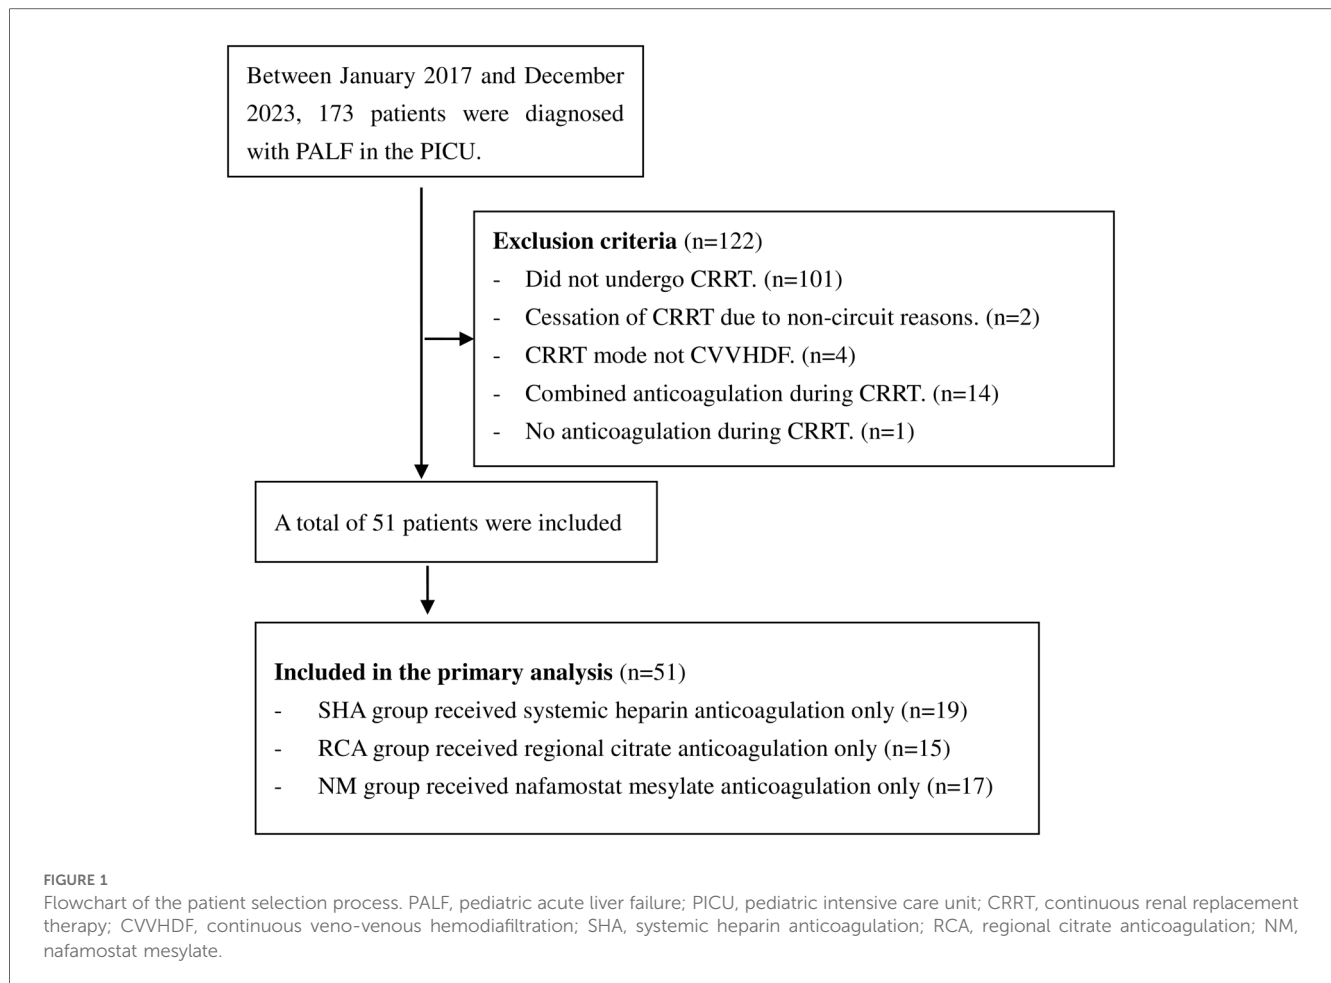 Between January 2017 and December
2023, 173 patients were diagnosed
with PALF in the PICU.
Exclusion criteria (n=122)
- Did not undergo CRRT. (n=101)
- Cessation of CRRT due to non-circuit reasons. (n=2)
- CRRT mode not CVVHDF. (n=4)
- Combined anticoagulation during CRRT. (n=14)
- No anticoagulation during CRRT. (n=1)
A total of 51 patients were included
Included in the primary analysis (n=51)
- SHA group received systemic heparin anticoagulation only (n=19)
- RCA group received regional citrate anticoagulation only (n=15)
- NM group received nafamostat mesylate anticoagulation only (n=17)
FIGURE 1
Flowchart of the patient selection process. PALF, pediatric acute liver failure; PICU, pediatric intensive care unit; CRRT, continuous renal replacement
therapy; CVVHDF, continuous veno-venous hemodiafiltration; SHA, systemic heparin anticoagulation; RCA, regional citrate anticoagulation; NM,
nafamostat mesylate.